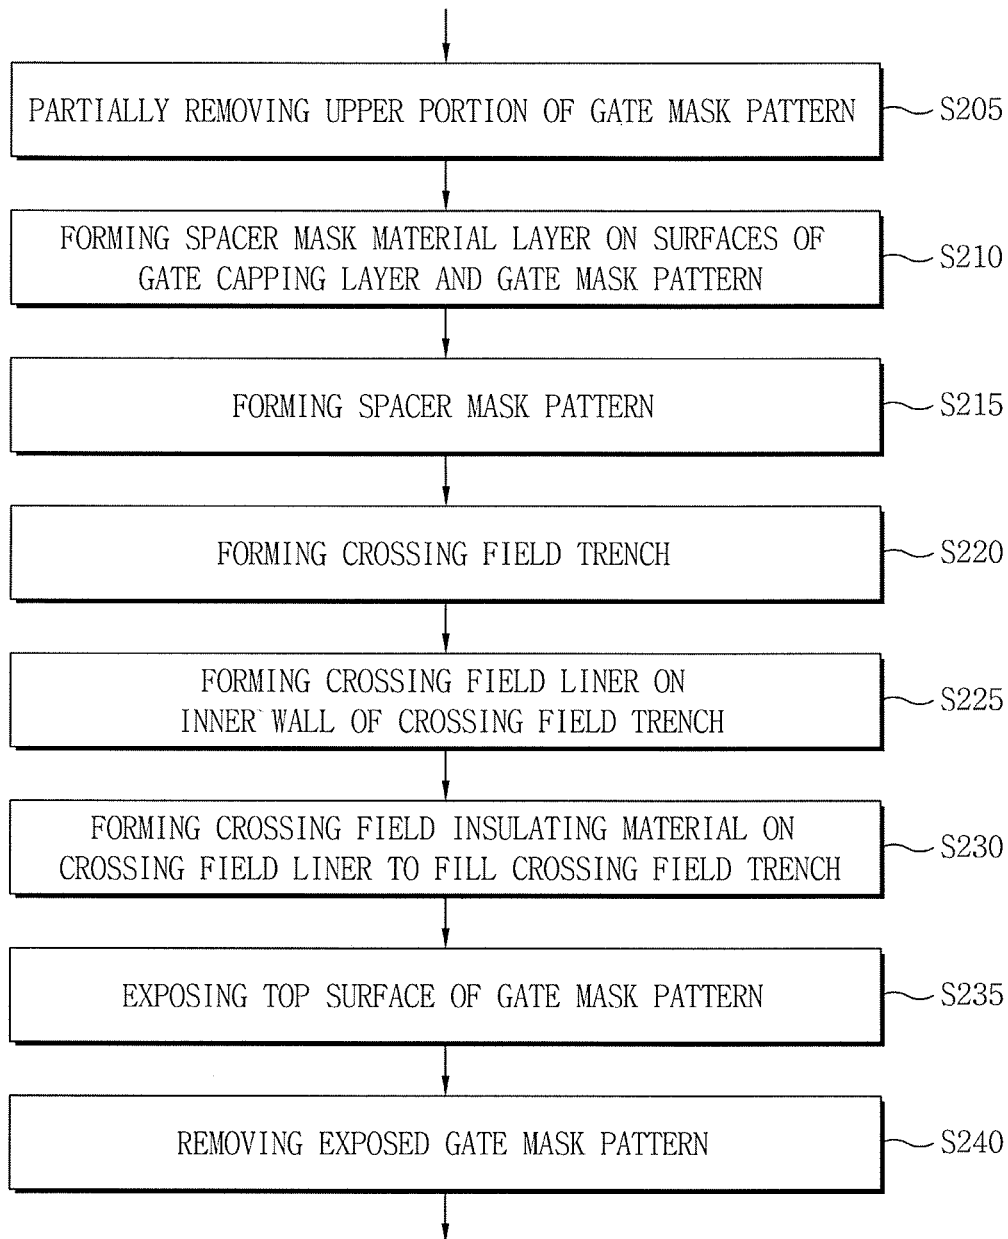 PARTIALLY REMOVING UPPER PORTION OF GATE MASK PATTERN
S205
FORMING SPACER MASK MATERIAL LAYER ON SURFACES OF
GATE CAPPING LAYER AND GATE MASK PATTERN
S210
FORMING SPACER MASK PATTERN
S215
FORMING CROSSING FIELD TRENCH
S220
FORMING CROSSING FIELD LINER ON
INNER WALL OF CROSSING FIELD TRENCH
S225
FORMING CROSSING FIELD INSULATING MATERIAL ON
CROSSING FIELD LINER TO FILL CROSSING FIELD TRENCH
S230
EXPOSING TOP SURFACE OF GATE MASK PATTERN
S235
REMOVING EXPOSED GATE MASK PATTERN
S240